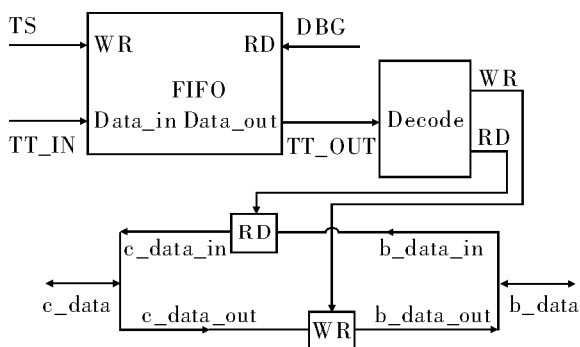 TS
DBG
WR
RD
WR
FIFO
Decode
Data_in Data_out
RD
TT_IN
TT_OUT
RD
c_data_in
b_data_in
c_data
c_data_out
WR
b_data_out
b_data